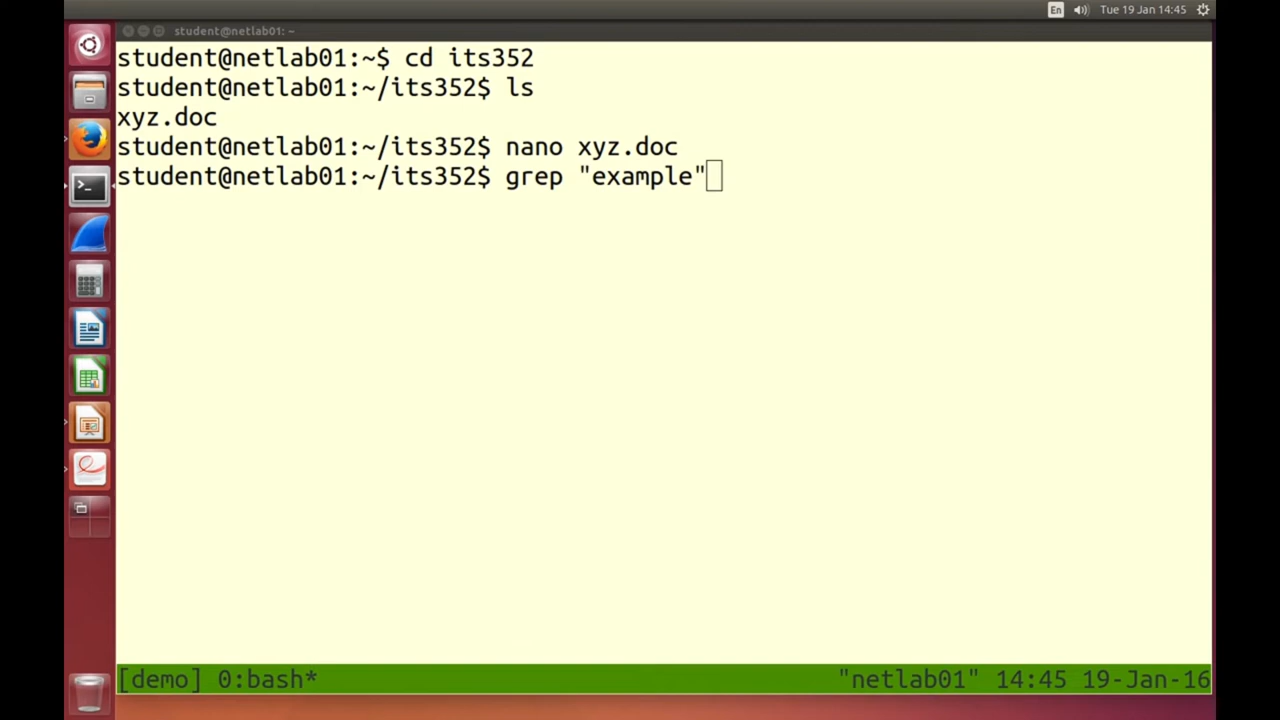 En
Tue 19 Jan 14:45
student@netlab01: ~
student@netlab01:~$ cd its352
student@netlab01:~/its352$ ls
xyz.doc
student@netlab01:~/its352$ nano xyz.doc
student@netlab01:~/its352$ grep "example"
[demo] 0:bash*
"netlab01" 14:45 19-Jan-16